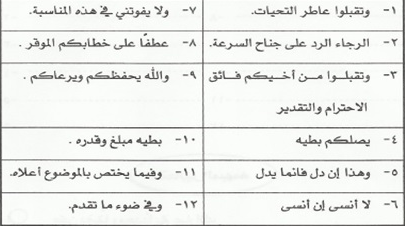 ١- وتقبلوا عاطر التحيات.
٢- الرجاء الرد على جناح السرعة.
٣- وتقبلوا مـن أخـيكم فـائق
الاحترام والتقدير
٤- يصلكم بطيه
٥- وهذا إن دل فانما يدل
٦- لا أنسى إن أنسى
٧- ولا يفوتني في هذه المناسبة.
٨- عطفاً على خطابكم الموقر .
٩- والله يحفظكم ويرعاكم .
١٠- بطيه مبلغ وقدره .
١١- وفيما يختص بالموضوع أعلاه.
١٢- وفي ضوء ما تقدم.